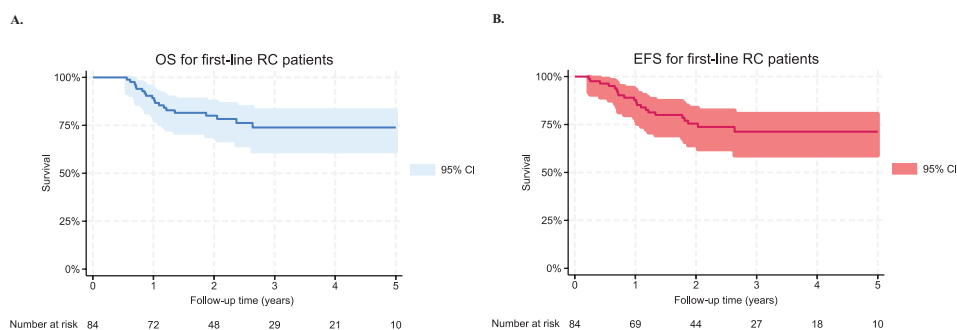 A.
OS for first-line RC patients
100%
75%
50%
25%
0%
Survival
0 1 2 3 4 5
Follow-up time (years)
95% CI
Number at risk 84 72 48 29 21 10
B.
EFS for first-line RC patients
100%
75%
50%
25%
0%
Survival
0 1 2 3 4 5
Follow-up time (years)
95% CI
Number at risk 84 69 44 27 18 10